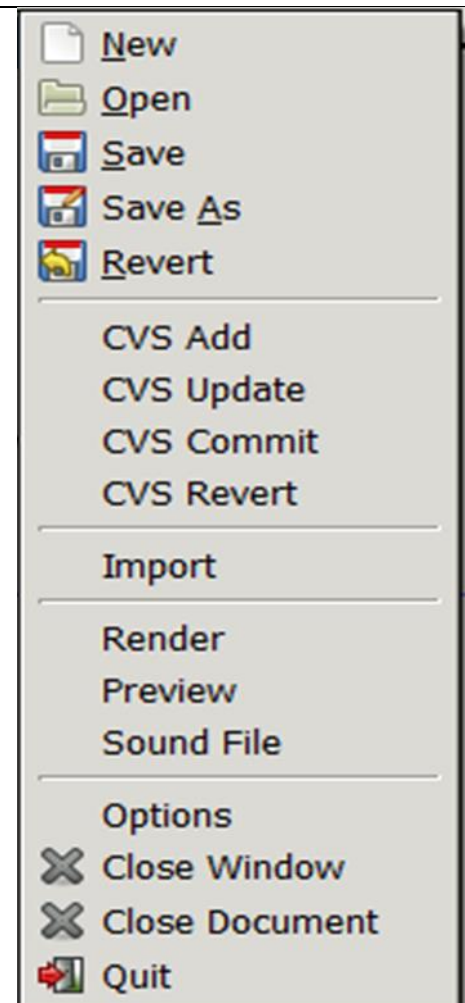 New
Open
Save
Save As
Revert
CVS Add
CVS Update
CVS Commit
CVS Revert
Import
Render
Preview
Sound File
Options
Close Window
Close Document
Quit